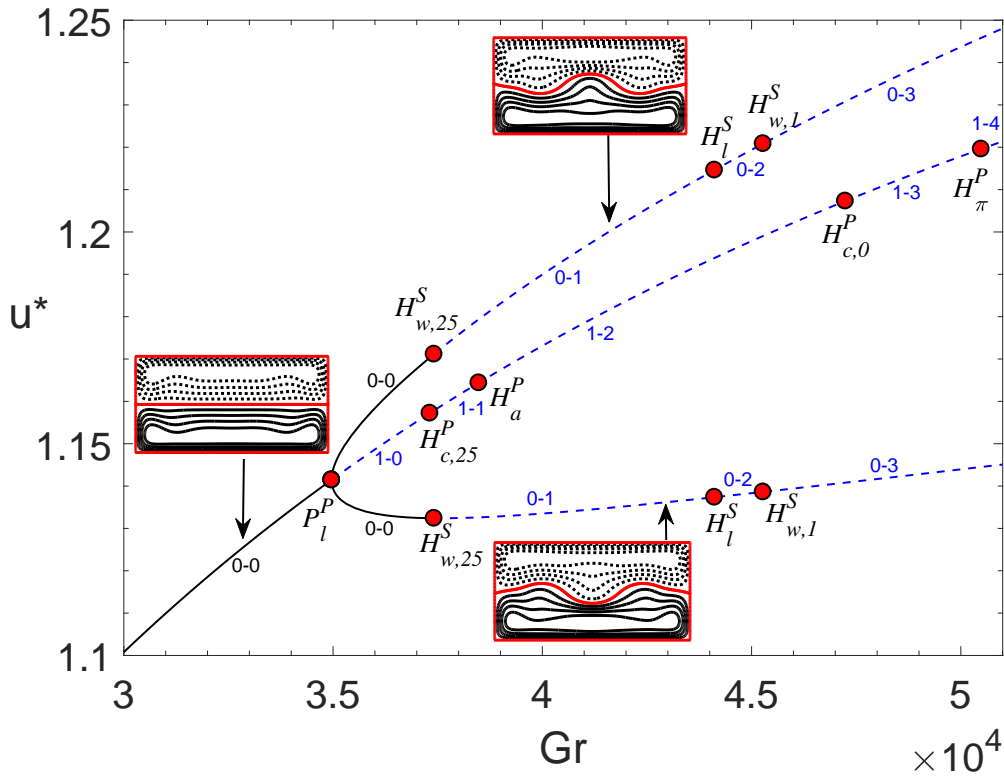 1.25
1.2
1.15
1.1
u*
3
3.5
4
4.5
5
Gr
×10⁴
0-3
H^S_{w,1}
H^S_l
0-2
1-4
H^P_π
1-3
H^P_{c,0}
0-1
1-2
H^S_{w,25}
0-0
H^P_a
1-1
H^P_{c,25}
1-0
P^P_l
0-0
0-0
H^S_{w,25}
0-1
0-2
H^S_l
0-3
H^S_{w,1}